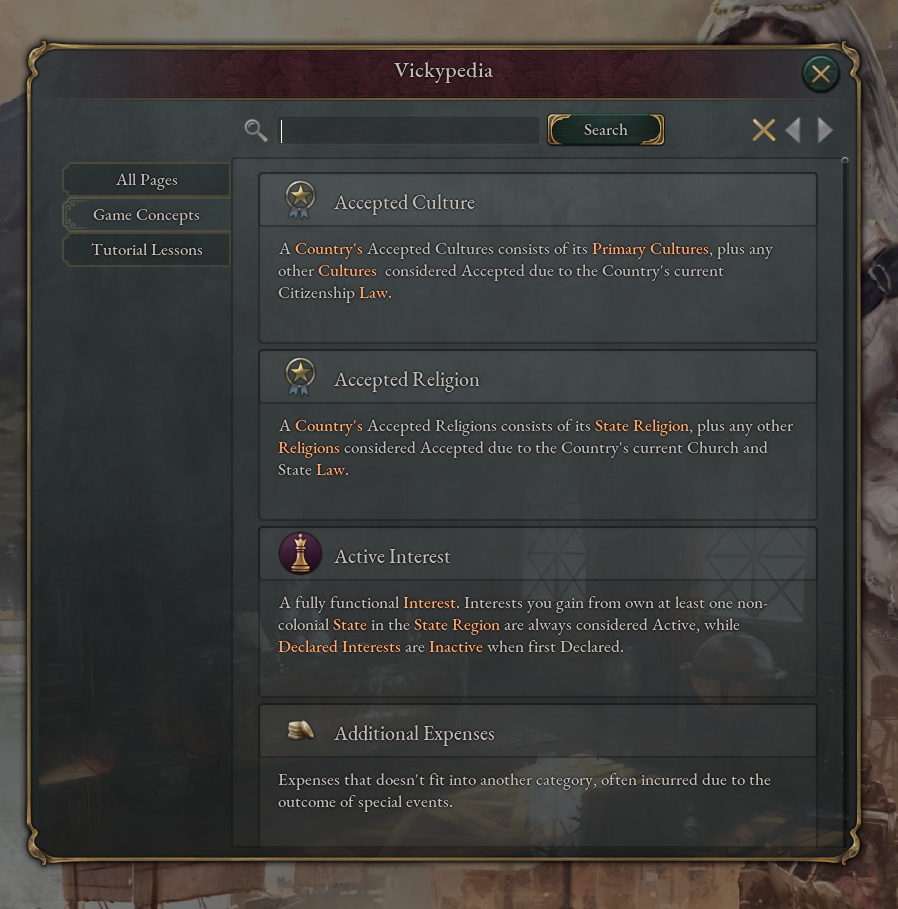 Vickypedia
Search
All Pages
Game Concepts
Tutorial Lessons
Accepted Culture
A Country's Accepted Cultures consists of its Primary Cultures, plus any
other Cultures considered Accepted due to the Country's current
Citizenship Law.
Accepted Religion
A Country's Accepted Religions consists of its State Religion, plus any other
Religions considered Accepted due to the Country's current Church and
State Law.
Active Interest
A fully functional Interest. Interests you gain from own at least one non-
colonial State in the State Region are always considered Active, while
Declared Interests are Inactive when first Declared.
Additional Expenses
Expenses that doesn't fit into another category, often incurred due to the
outcome of special events.